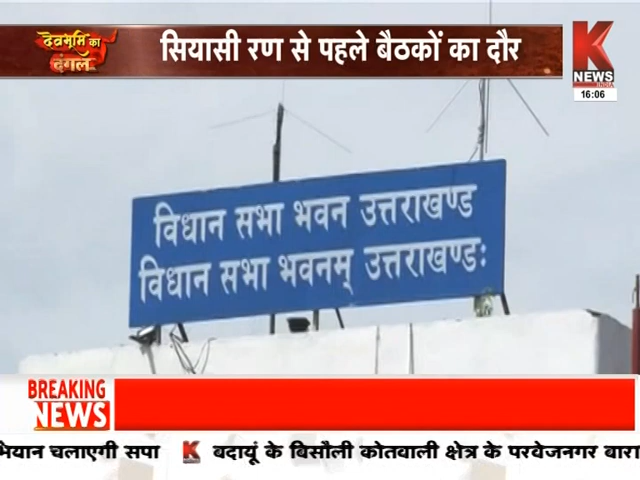 देवभूमि का
दंगल
सियासी रण से पहले बैठकों का दौर
K
NEWS
INDIA
16:06
विधान सभा भवन उत्तराखण्ड
विधान सभा भवनम् उत्तराखण्ड:
BREAKING
NEWS
भियान चलाएगी सपा K बदायूं के बिसौली कोतवाली क्षेत्र के परवेजनगर बारा